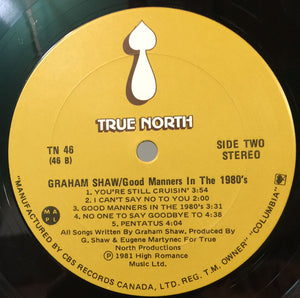 TRUE NORTH
TN 46
(46 B)
SIDE TWO
STEREO
GRAHAM SHAW/Good Manners In The 1980's
1. YOU'RE STILL CRUISIN' 3:54
2. I CAN'T SAY NO TO YOU 2:00
3. GOOD MANNERS IN THE 1980's 3:31
4. NO ONE TO SAY GOODBYE TO 4:38
5. PENTATUS 4:04
All Songs Written By Graham Shaw, Produced By
G. Shaw & Eugene Martynec For True
North Productions
℗ 1981 High Romance
Music Ltd.
M A P L
"MANUFACTURED BY CBS RECORDS CANADA, LTD. REG. T.M. OWNER" "COLUMBIA"